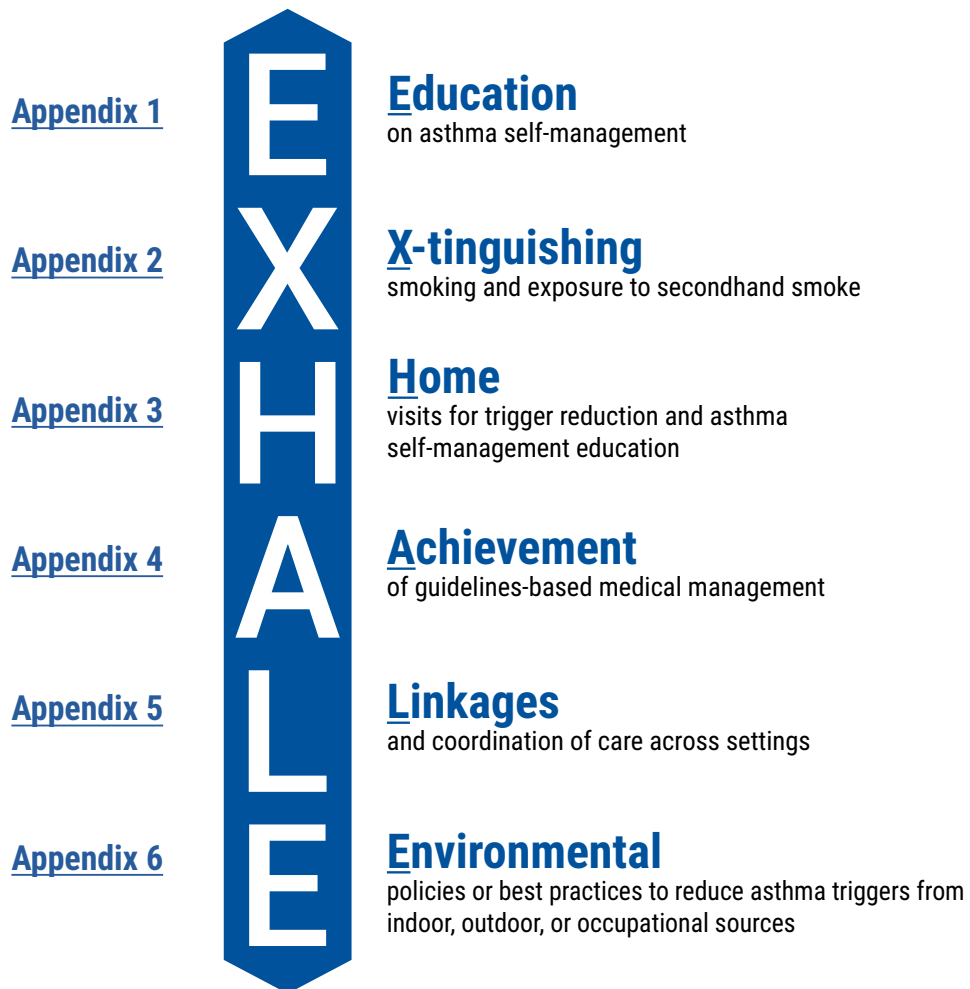 Appendix 1
E
Education
on asthma self-management
Appendix 2
X
X-tinguishing
smoking and exposure to secondhand smoke
Appendix 3
H
Home
visits for trigger reduction and asthma
self-management education
Appendix 4
A
Achievement
of guidelines-based medical management
Appendix 5
L
Linkages
and coordination of care across settings
Appendix 6
E
Environmental
policies or best practices to reduce asthma triggers from
indoor, outdoor, or occupational sources